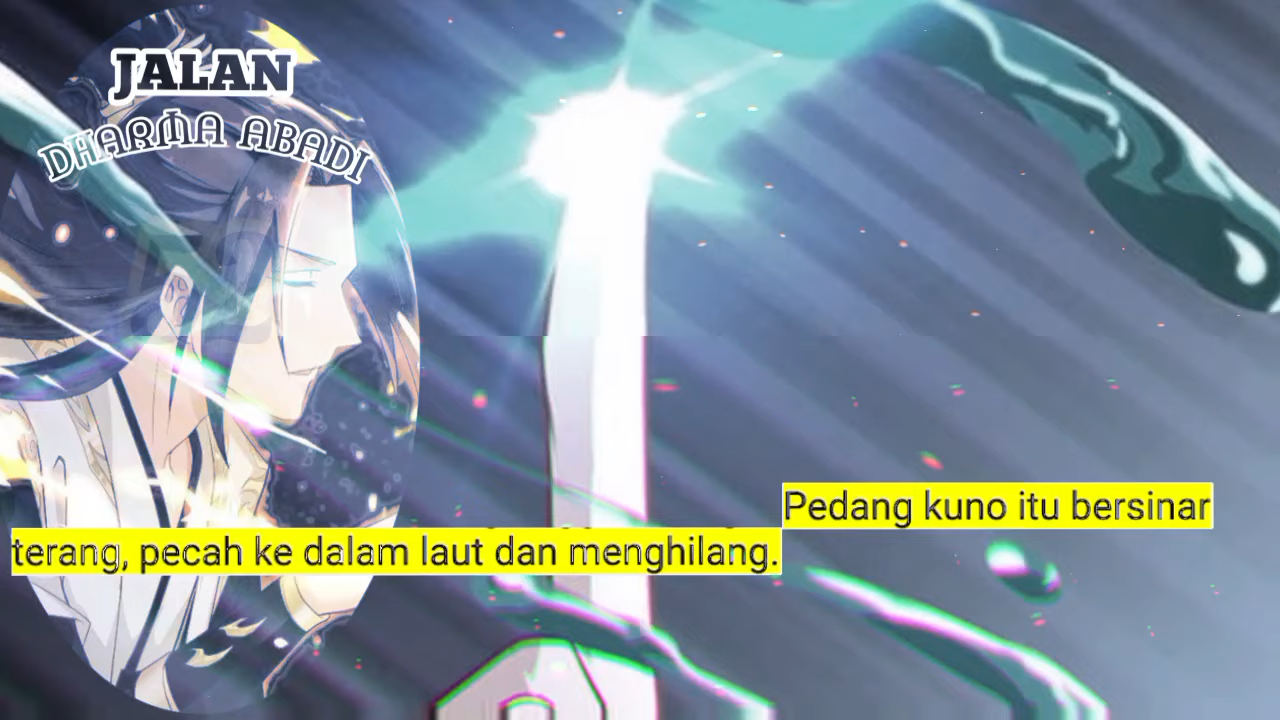 JALAN
DHARMA ABADI
Pedang kuno itu bersinar
terang, pecah ke dalam laut dan menghilang.